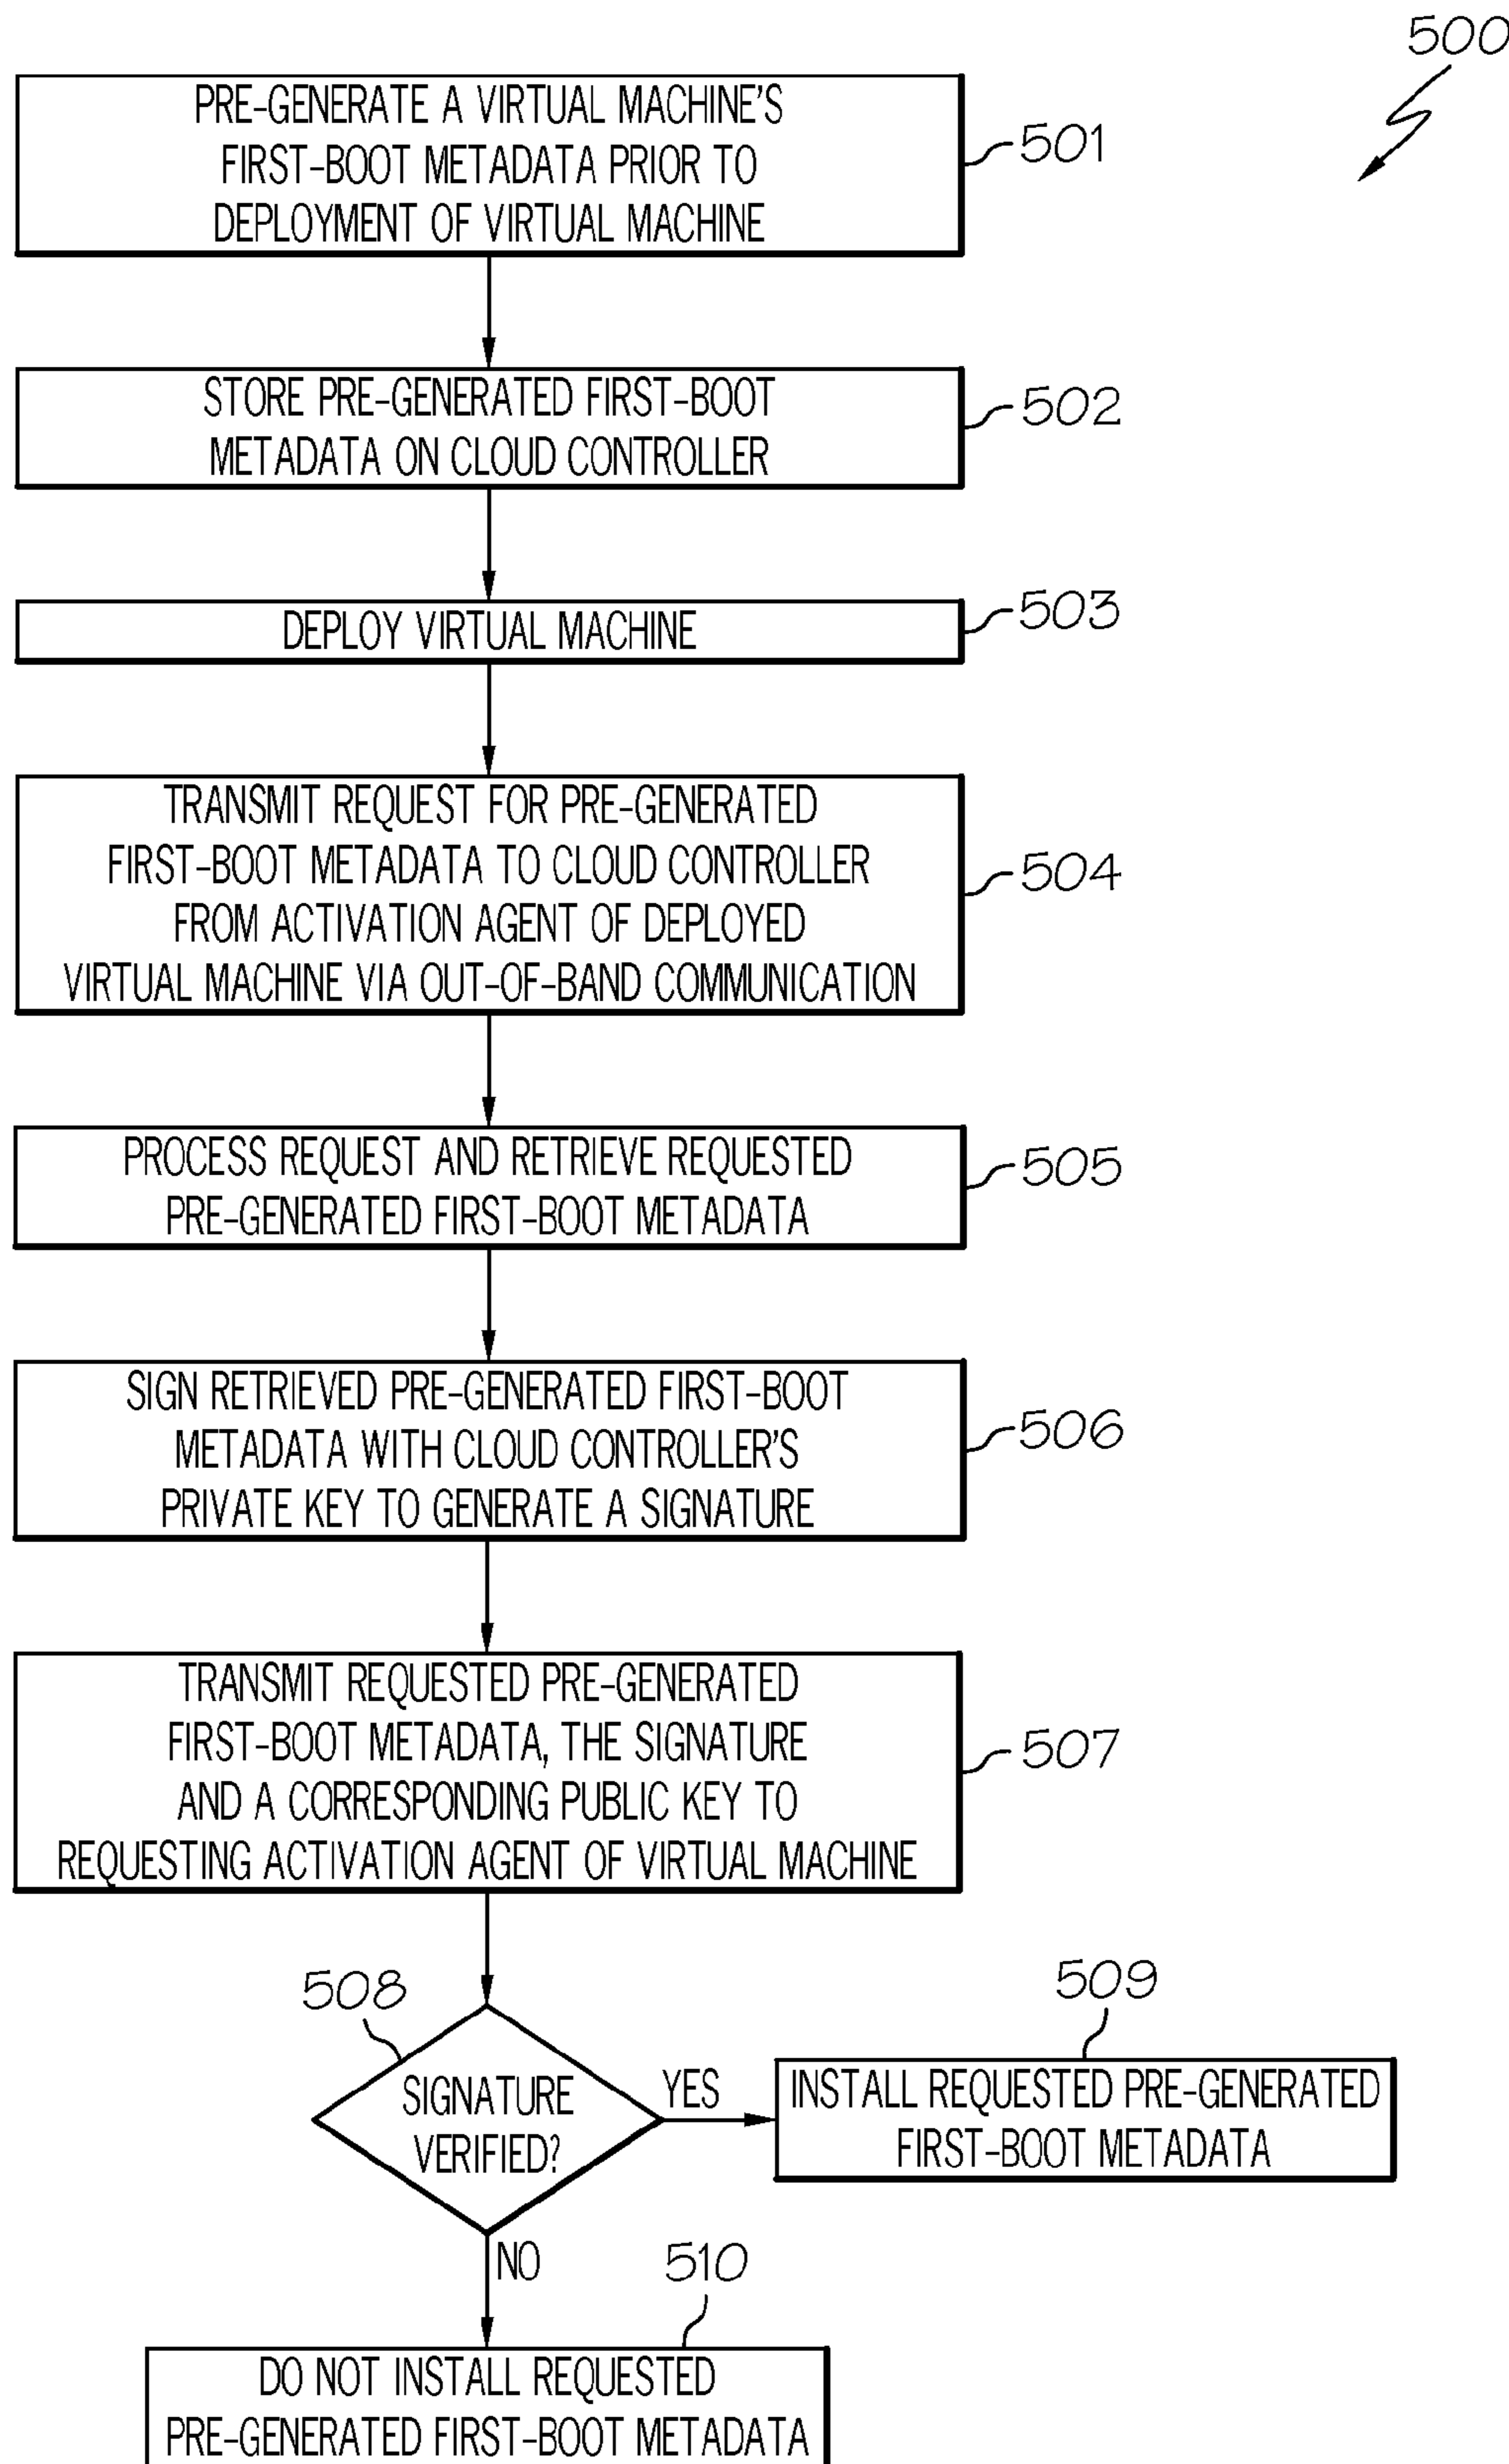 500
PRE-GENERATE A VIRTUAL MACHINE'S
FIRST-BOOT METADATA PRIOR TO
DEPLOYMENT OF VIRTUAL MACHINE
501
STORE PRE-GENERATED FIRST-BOOT
METADATA ON CLOUD CONTROLLER
502
DEPLOY VIRTUAL MACHINE
503
TRANSMIT REQUEST FOR PRE-GENERATED
FIRST-BOOT METADATA TO CLOUD CONTROLLER
FROM ACTIVATION AGENT OF DEPLOYED
VIRTUAL MACHINE VIA OUT-OF-BAND COMMUNICATION
504
PROCESS REQUEST AND RETRIEVE REQUESTED
PRE-GENERATED FIRST-BOOT METADATA
505
SIGN RETRIEVED PRE-GENERATED FIRST-BOOT
METADATA WITH CLOUD CONTROLLER'S
PRIVATE KEY TO GENERATE A SIGNATURE
506
TRANSMIT REQUESTED PRE-GENERATED
FIRST-BOOT METADATA, THE SIGNATURE
AND A CORRESPONDING PUBLIC KEY TO
REQUESTING ACTIVATION AGENT OF VIRTUAL MACHINE
507
508
SIGNATURE
VERIFIED?
YES
509
INSTALL REQUESTED PRE-GENERATED
FIRST-BOOT METADATA
NO
510
DO NOT INSTALL REQUESTED
PRE-GENERATED FIRST-BOOT METADATA